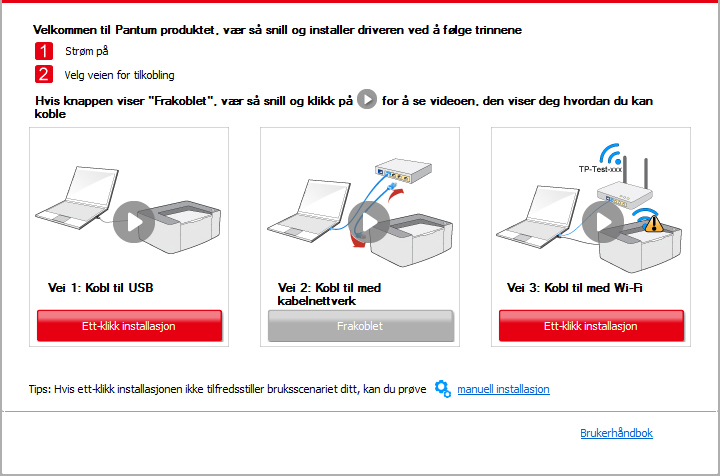 Velkommen til Pantum produktet, vær så snill og installer driveren ved å følge trinnene
1 Strøm på
2 Velg veien for tilkobling
Hvis knappen viser "Frakoblet", vær så snill og klikk på for å se videoen, den viser deg hvordan du kan
koble
TP-Test-xxx
Vei 1: Kobl til USB
Ett-klikk installasjon
Vei 2: Kobl til med
kabelnettverk
Frakoblet
Vei 3: Kobl til med Wi-Fi
Ett-klikk installasjon
Tips: Hvis ett-klikk installasjonen ikke tilfredsstiller bruksscenariet ditt, kan du prøve manuell installasjon
Brukerhåndbok